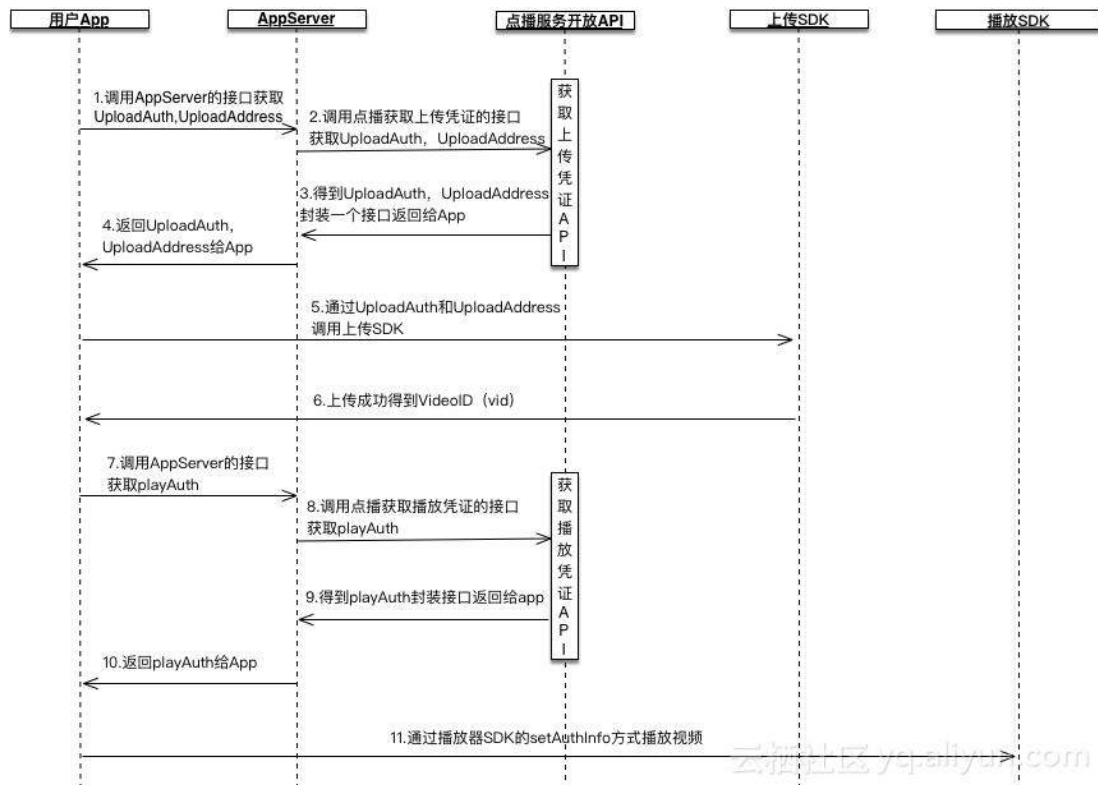 用户App
AppServer
点播服务开放API
上传SDK
播放SDK
1.调用AppServer的接口获取
UploadAuth,UploadAddress
2.调用点播获取上传凭证的接口
获取UploadAuth，UploadAddress
获取上传凭证API
3.得到UploadAuth，UploadAddress
封装一个接口返回给App
4.返回UploadAuth，
UploadAddress给App
5.通过UploadAuth和UploadAddress
调用上传SDK
6.上传成功得到VideoID（vid）
7.调用AppServer的接口
获取playAuth
8.调用点播获取播放凭证的接口
获取playAuth
获取播放凭证API
9.得到playAuth封装接口返回给app
10.返回playAuth给App
11.通过播放器SDK的setAuthInfo方式播放视频
云栖社区 yq.aliyun.com